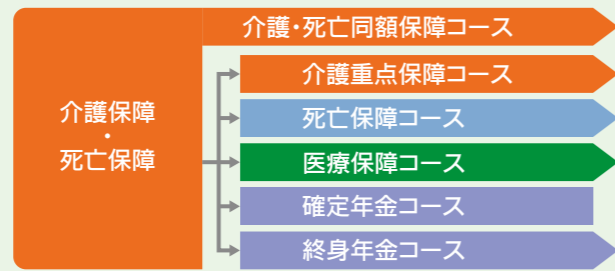 介護・死亡同額保障コース
介護保障
・
死亡保障
介護重点保障コース
死亡保障コース
医療保障コース
確定年金コース
終身年金コース